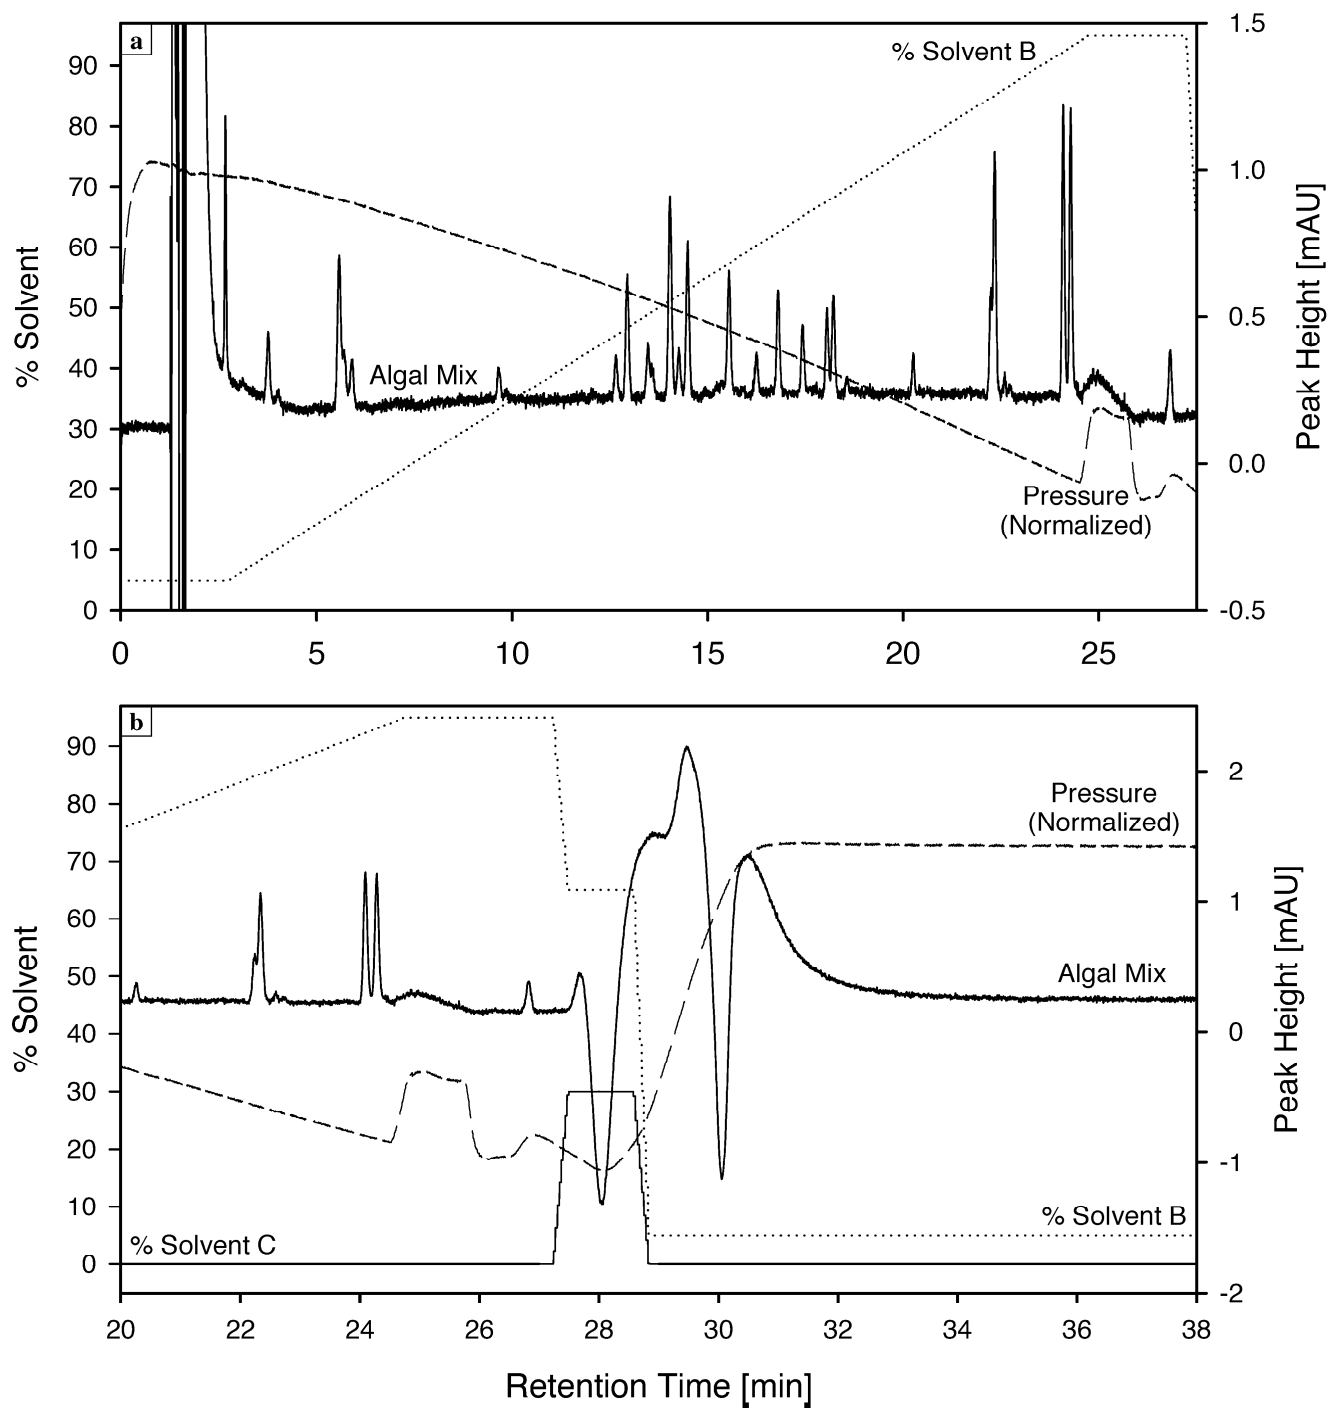 a
% Solvent B
Algal Mix
Pressure
(Normalized)
% Solvent
90
80
70
60
50
40
30
20
10
0
Peak Height [mAU]
1.5
1.0
0.5
0.0
-0.5
0 5 10 15 20 25
b
Pressure
(Normalized)
Algal Mix
% Solvent B
% Solvent C
% Solvent
90
80
70
60
50
40
30
20
10
0
Peak Height [mAU]
2
1
0
-1
-2
20 22 24 26 28 30 32 34 36 38
Retention Time [min]